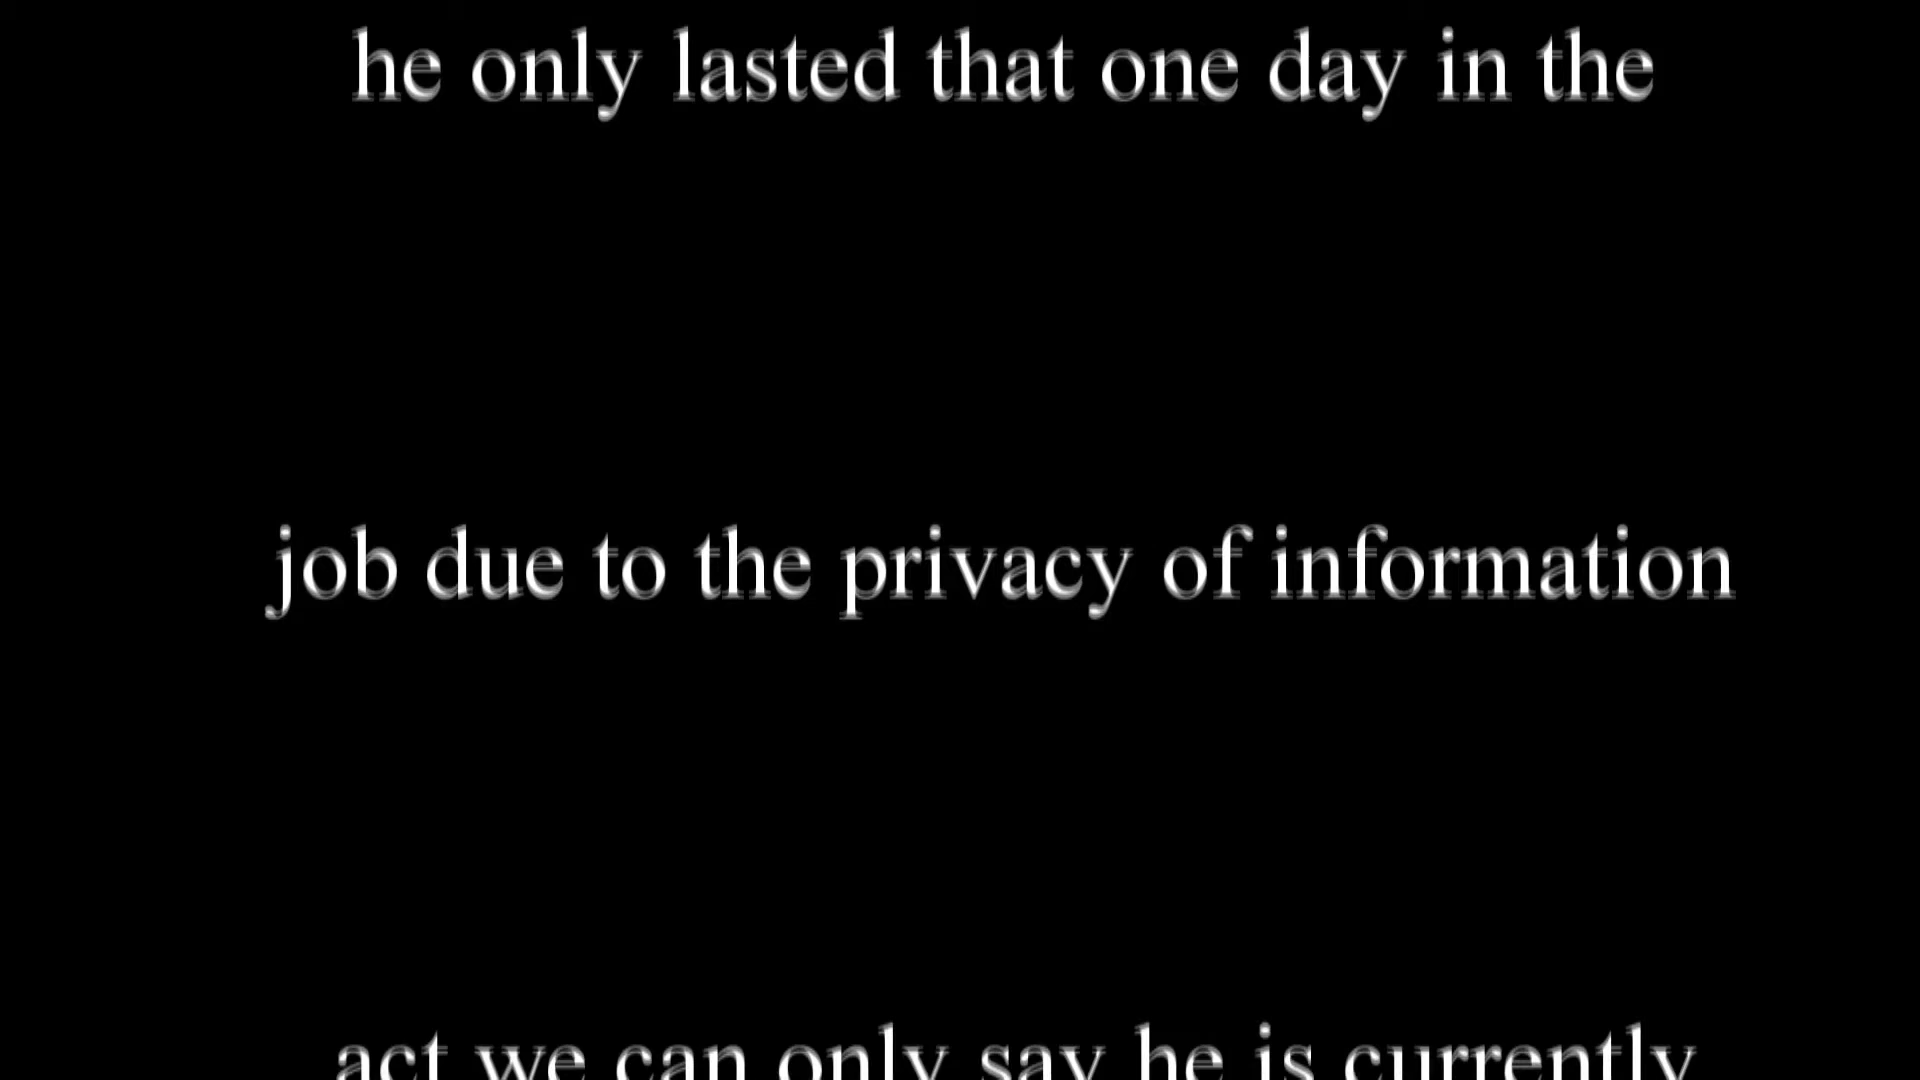 he only lasted that one day in the
job due to the privacy of information
act we can only say he is currently